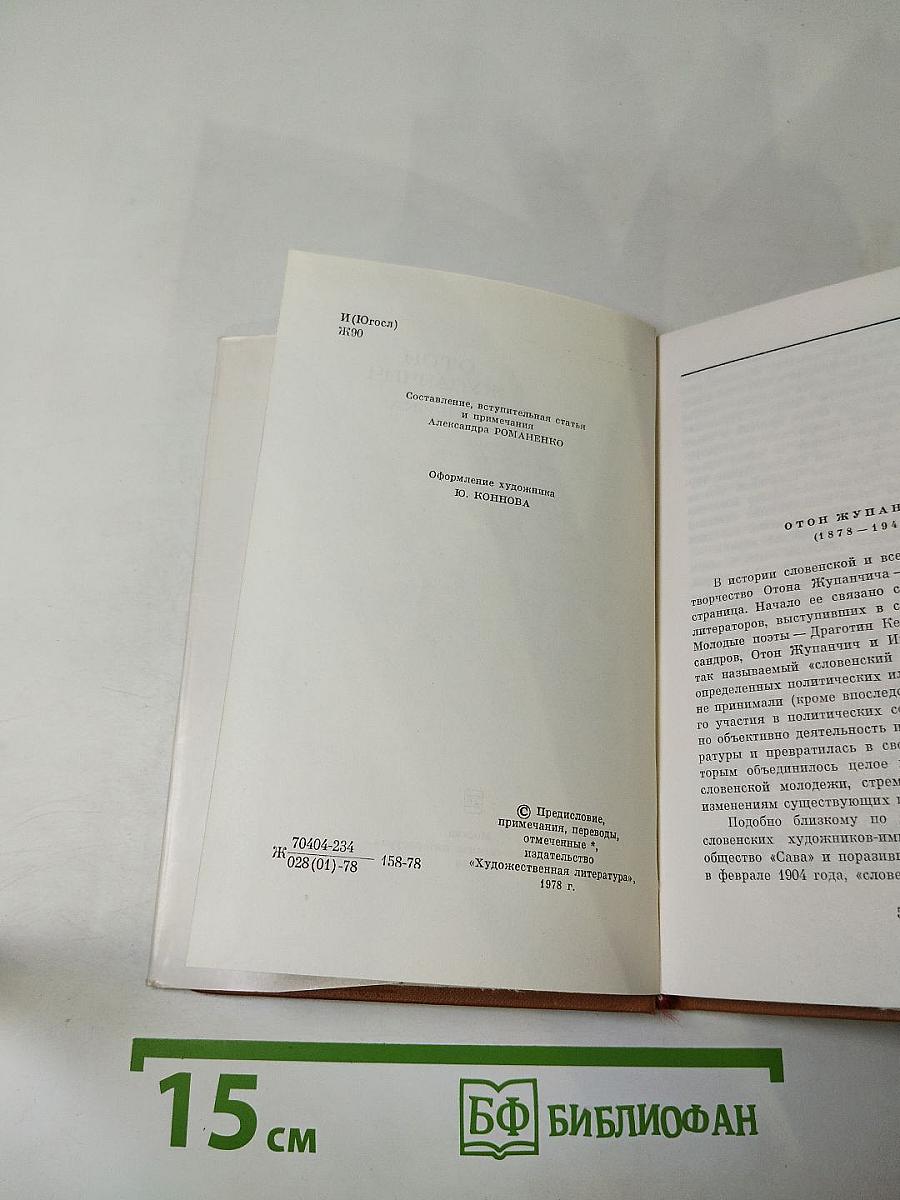 И(Югосл)
Ж90
Составление, вступительная статья
и примечания
Александра РОМАНЕНКО
Оформление художника
Ю. КОННОВА
Ж 70404-234 158-78
028(01)-78
© Предисловие,
примечания, переводы,
отмеченные *,
издательство
«Художественная литература»,
1978 г.
ОТОН ЖУПАН
(1878—194
В истории словенской и все
творчество Отона Жупанчича —
страница. Начало ее связано с
литераторов, выступивших в с
Молодые поэты — Драготин Ке
сандров, Отон Жупанчич и И
так называемый «словенский
определенных политических ид
не принимали (кроме впослед
го участия в политических со
но объективно деятельность и
ратуры и превратилась в сво
торым объединилось целое
словенской молодежи, стрем
изменениям существующих
Подобно близкому по
словенских художников-имп
общество «Сава» и поразив
в феврале 1904 года, «слове
5
15 см
БФ БИБЛИОФАН